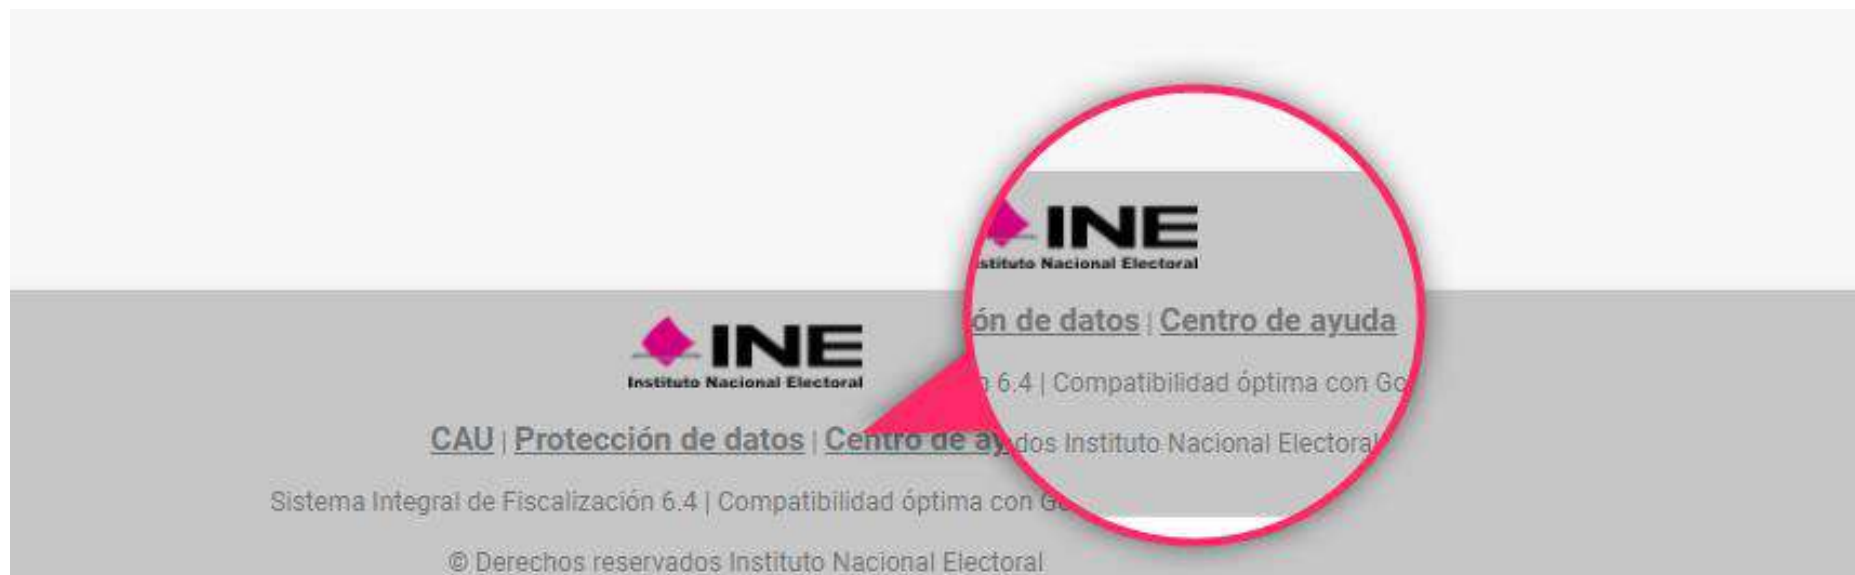 INE
Instituto Nacional Electoral
CAU | Protección de datos | Centro de ay
Sistema Integral de Fiscalización 6.4 | Compatibilidad óptima con Go
© Derechos reservados Instituto Nacional Electoral
INE
stituto Nacional Electoral
ón de datos | Centro de ayuda
6.4 | Compatibilidad óptima con Go
dos Instituto Nacional Electoral